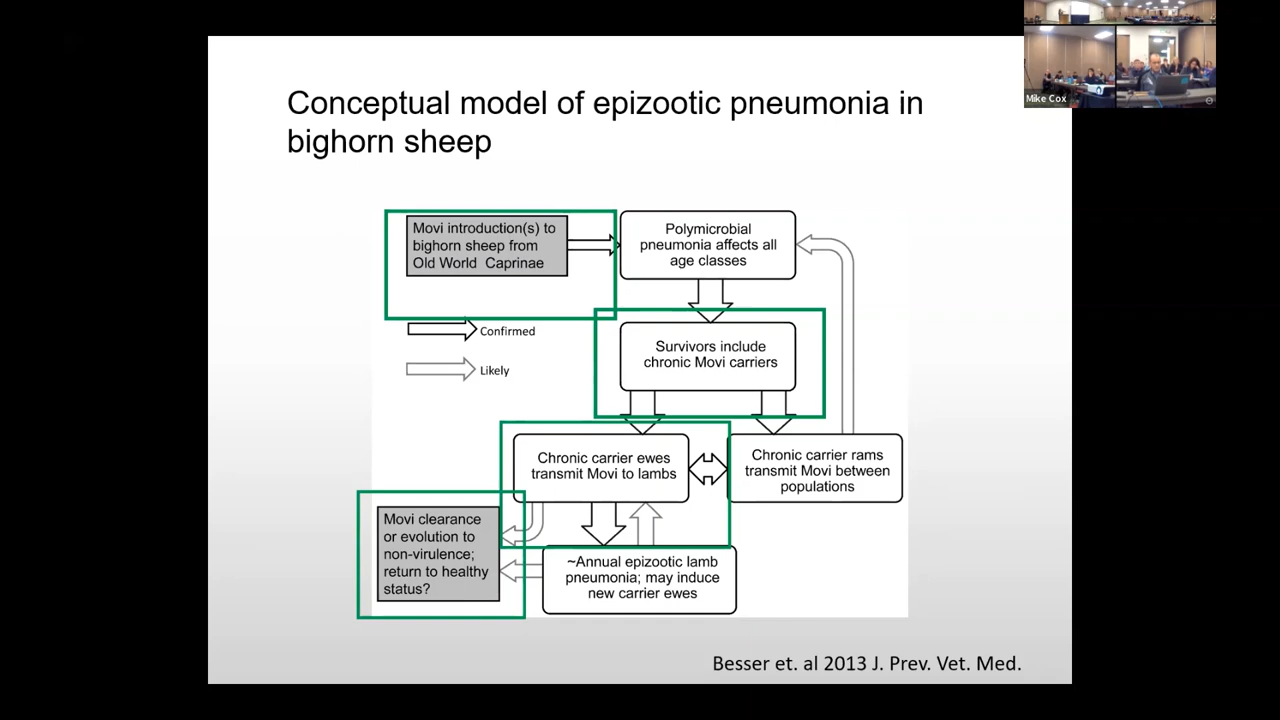 Mike Cox
Conceptual model of epizootic pneumonia in
bighorn sheep
Movi introduction(s) to
bighorn sheep from
Old World Caprinae
Polymicrobial
pneumonia affects all
age classes
Confirmed
Likely
Survivors include
chronic Movi carriers
Chronic carrier ewes
transmit Movi to lambs
Chronic carrier rams
transmit Movi between
populations
Movi clearance
or evolution to
non-virulence;
return to healthy
status?
~Annual epizootic lamb
pneumonia; may induce
new carrier ewes
Besser et. al 2013 J. Prev. Vet. Med.